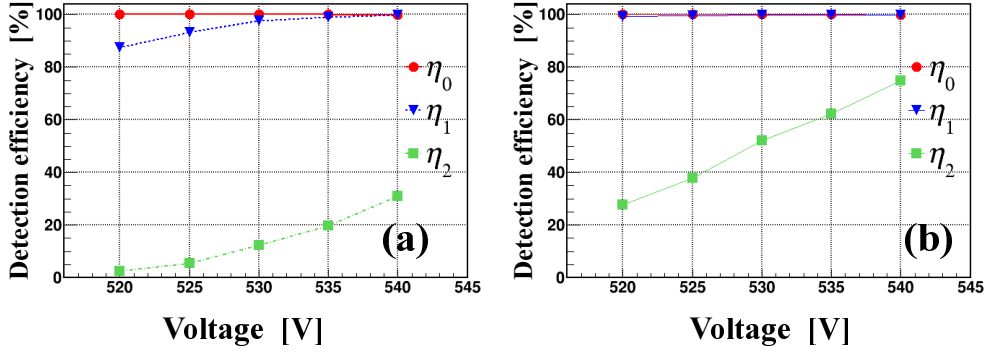 Detection efficiency [%]
100
80
60
40
20
0
η0
η1
η2
(a)
520 525 530 535 540 545
Voltage [V]
Detection efficiency [%]
100
80
60
40
20
0
η0
η1
η2
(b)
520 525 530 535 540 545
Voltage [V]